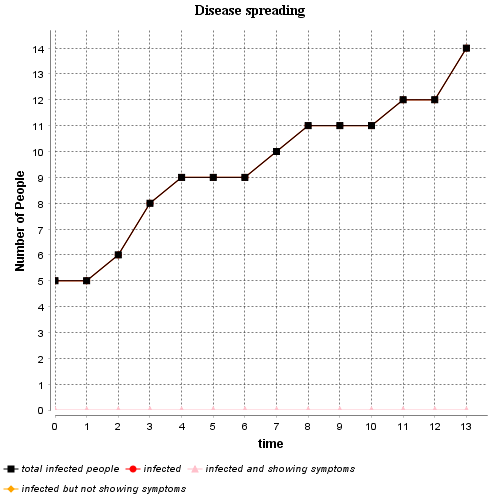 Disease spreading
14
13
12
11
10
9
8
7
6
5
4
3
2
1
0
Number of People
0 1 2 3 4 5 6 7 8 9 10 11 12 13
time
total infected people infected infected and showing symptoms
infected but not showing symptoms